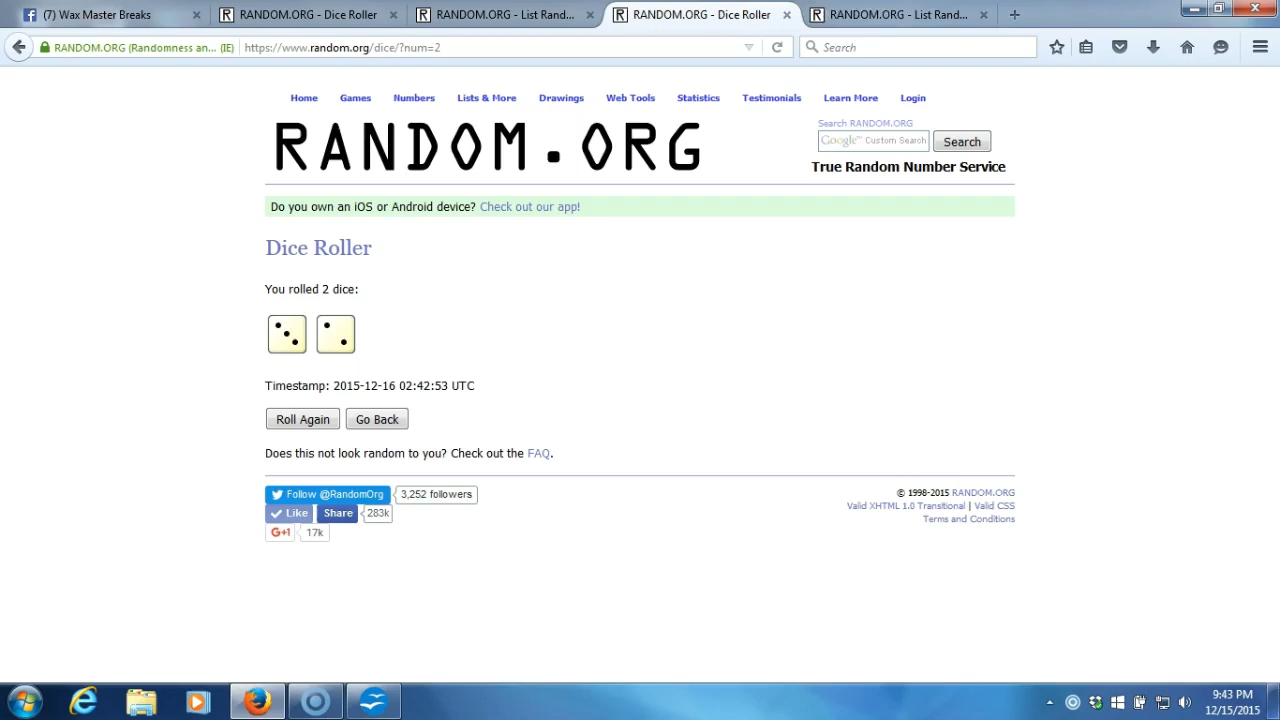 (7) Wax Master Breaks
RANDOM.ORG - Dice Roller
RANDOM.ORG - List Rand...
RANDOM.ORG - Dice Roller
RANDOM.ORG - List Rand...
RANDOM.ORG (Randomness an... (IE)
https://www.random.org/dice/?num=2
Search
Home Games Numbers Lists & More Drawings Web Tools Statistics Testimonials Learn More Login
RANDOM.ORG
Search RANDOM.ORG
Google™ Custom Search
Search
True Random Number Service
Do you own an iOS or Android device? Check out our app!
Dice Roller
You rolled 2 dice:
Timestamp: 2015-12-16 02:42:53 UTC
Roll Again Go Back
Does this not look random to you? Check out the FAQ.
Follow @RandomOrg 3,252 followers
Like Share 283k
G+1 17k
© 1998-2015 RANDOM.ORG
Valid XHTML 1.0 Transitional | Valid CSS
Terms and Conditions
9:43 PM
12/15/2015